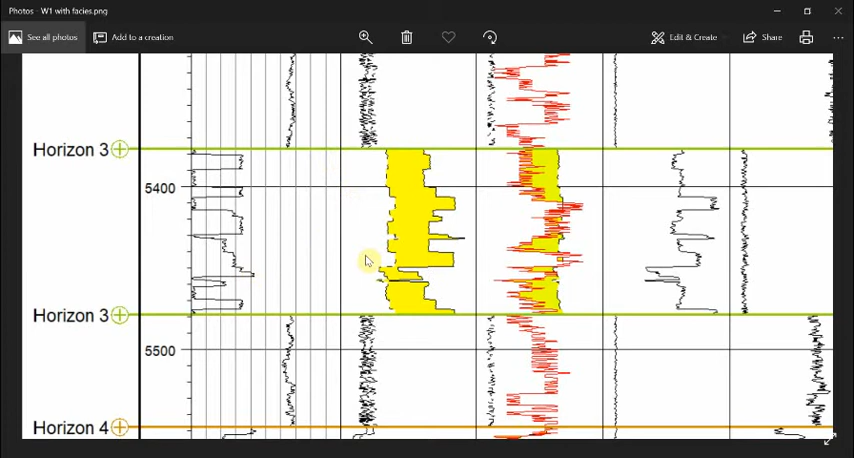 Photos - W1 with facies.png
See all photos
Add to a creation
Edit & Create
Share
Horizon 3
5400
Horizon 3
5500
Horizon 4